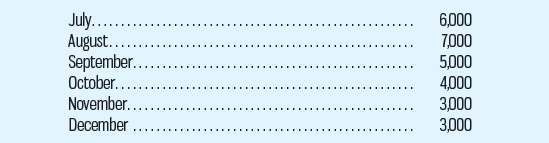 July. . . . . . . . . . . . . . . . . . . . . . . . . . . . . . . . . . . . . . . . . . . . . . . . . . . . 6,000
August. . . . . . . . . . . . . . . . . . . . . . . . . . . . . . . . . . . . . . . . . . . . . . . . . 7,000
September. . . . . . . . . . . . . . . . . . . . . . . . . . . . . . . . . . . . . . . . . . . . . 5,000
October. . . . . . . . . . . . . . . . . . . . . . . . . . . . . . . . . . . . . . . . . . . . . . . . 4,000
November. . . . . . . . . . . . . . . . . . . . . . . . . . . . . . . . . . . . . . . . . . . . . . 3,000
December . . . . . . . . . . . . . . . . . . . . . . . . . . . . . . . . . . . . . . . . . . . . . 3,000